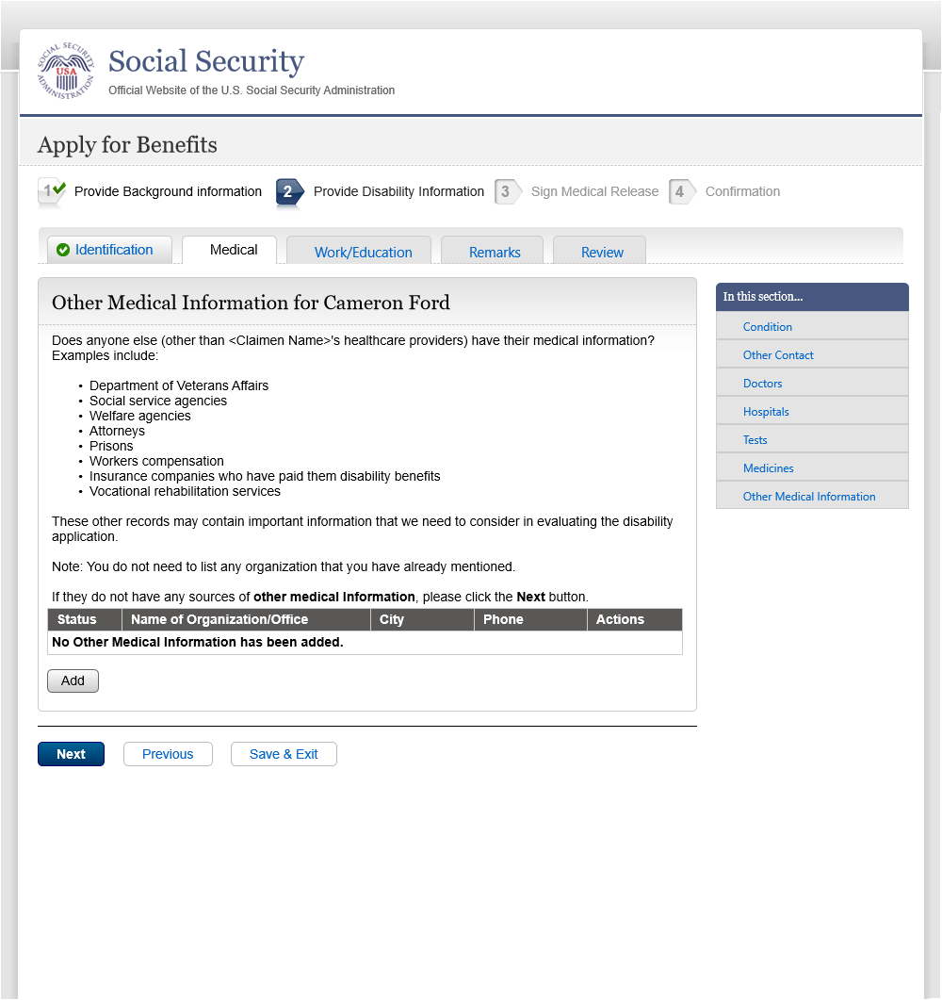 SOCIAL SECURITY
USA
ADMINISTRATION
Social Security
Official Website of the U.S. Social Security Administration
Apply for Benefits
1 Provide Background information
2 Provide Disability Information
3 Sign Medical Release
4 Confirmation
Identification
Medical
Work/Education
Remarks
Review
Other Medical Information for Cameron Ford
Does anyone else (other than <Claimen Name>'s healthcare providers) have their medical information?
Examples include:
• Department of Veterans Affairs
• Social service agencies
• Welfare agencies
• Attorneys
• Prisons
• Workers compensation
• Insurance companies who have paid them disability benefits
• Vocational rehabilitation services
These other records may contain important information that we need to consider in evaluating the disability
application.
Note: You do not need to list any organization that you have already mentioned.
If they do not have any sources of other medical Information, please click the Next button.
Status Name of Organization/Office City Phone Actions
No Other Medical Information has been added.
Add
Next Previous Save & Exit
In this section...
Condition
Other Contact
Doctors
Hospitals
Tests
Medicines
Other Medical Information